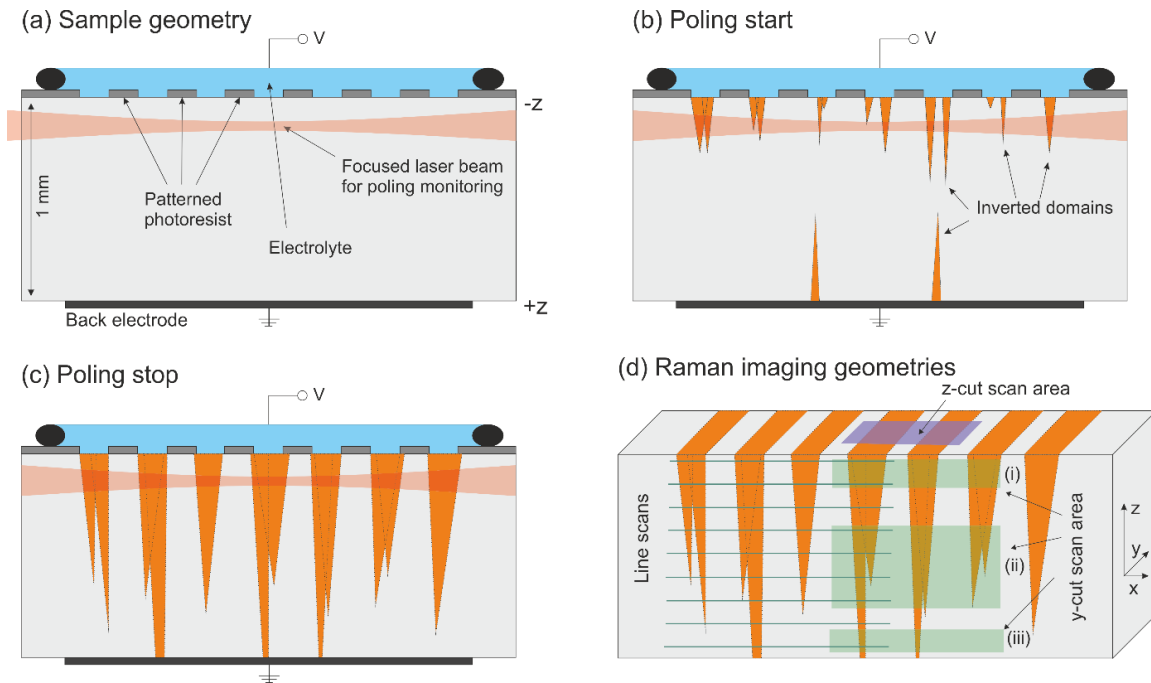 (a) Sample geometry
V
-z
1 mm
Patterned
photoresist
Focused laser beam
for poling monitoring
Electrolyte
+z
Back electrode
(b) Poling start
V
Inverted domains
(c) Poling stop
V
(d) Raman imaging geometries
z-cut scan area
Line scans
(i)
(ii)
(iii)
y-cut scan area
z
y
x